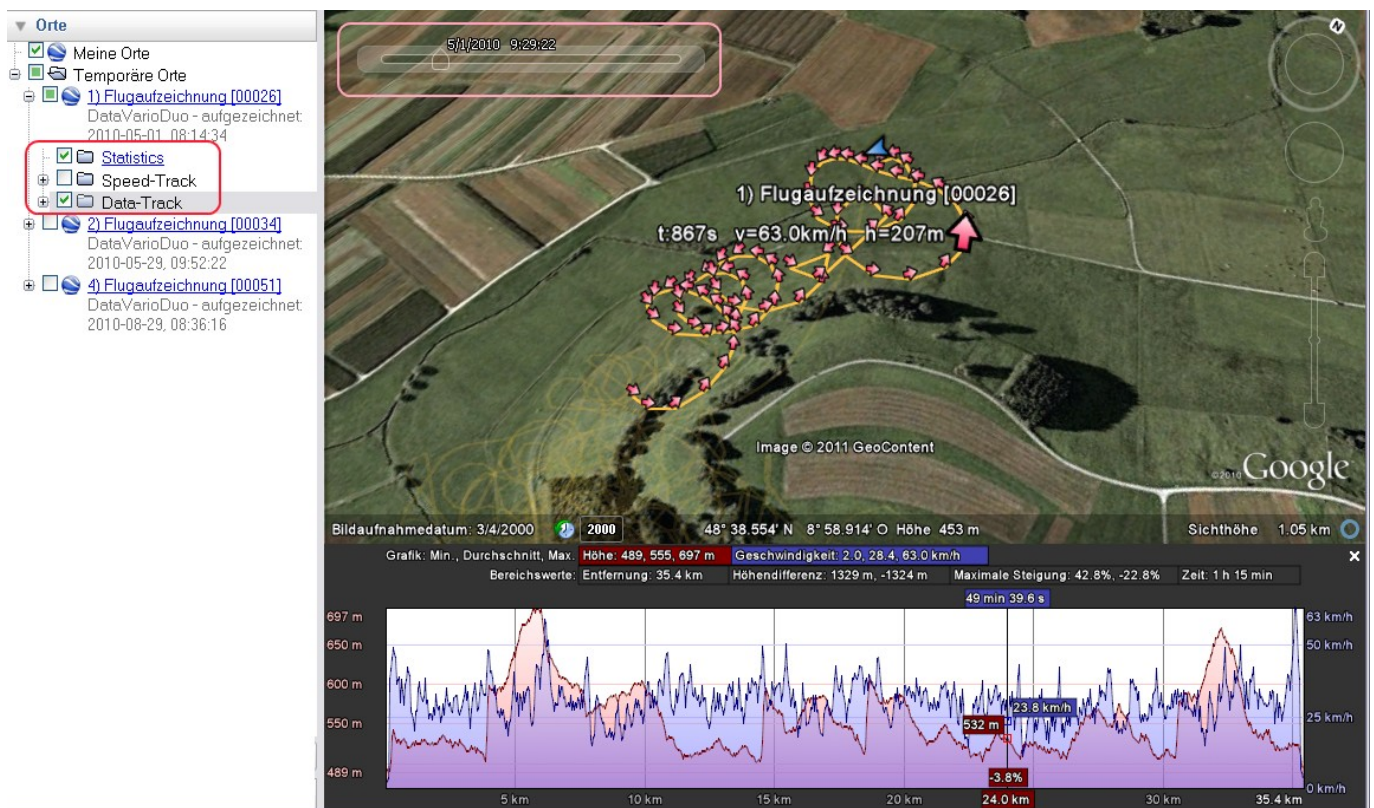 Orte
Meine Orte
Temporäre Orte
1) Flugaufzeichnung [00026]
DataVarioDuo - aufgezeichnet:
2010-05-01, 08:14:34
Statistics
Speed-Track
Data-Track
2) Flugaufzeichnung [00034]
DataVarioDuo - aufgezeichnet:
2010-05-29, 09:52:22
4) Flugaufzeichnung [00051]
DataVarioDuo - aufgezeichnet:
2010-08-29, 08:36:16
5/1/2010 9:29:22
N
1) Flugaufzeichnung [00026]
t:867s v=63.0km/h h=207m
Image © 2011 GeoContent
©2010 Google
Bildaufnahmedatum: 3/4/2000 2000 48° 38.554' N 8° 58.914' O Höhe 453 m Sichthöhe 1.05 km
Grafik: Min., Durchschnitt, Max. Höhe: 489, 555, 697 m Geschwindigkeit: 2.0, 28.4, 63.0 km/h
Bereichswerte: Entfernung: 35.4 km Höhendifferenz: 1329 m, -1324 m Maximale Steigung: 42.8%, -22.8% Zeit: 1 h 15 min
49 min 39.6 s
697 m 63 km/h
650 m 50 km/h
600 m
23.8 km/h
550 m 532 m 25 km/h
489 m -3.8%
0 km/h
5 km 10 km 15 km 20 km 24.0 km 30 km 35.4 km